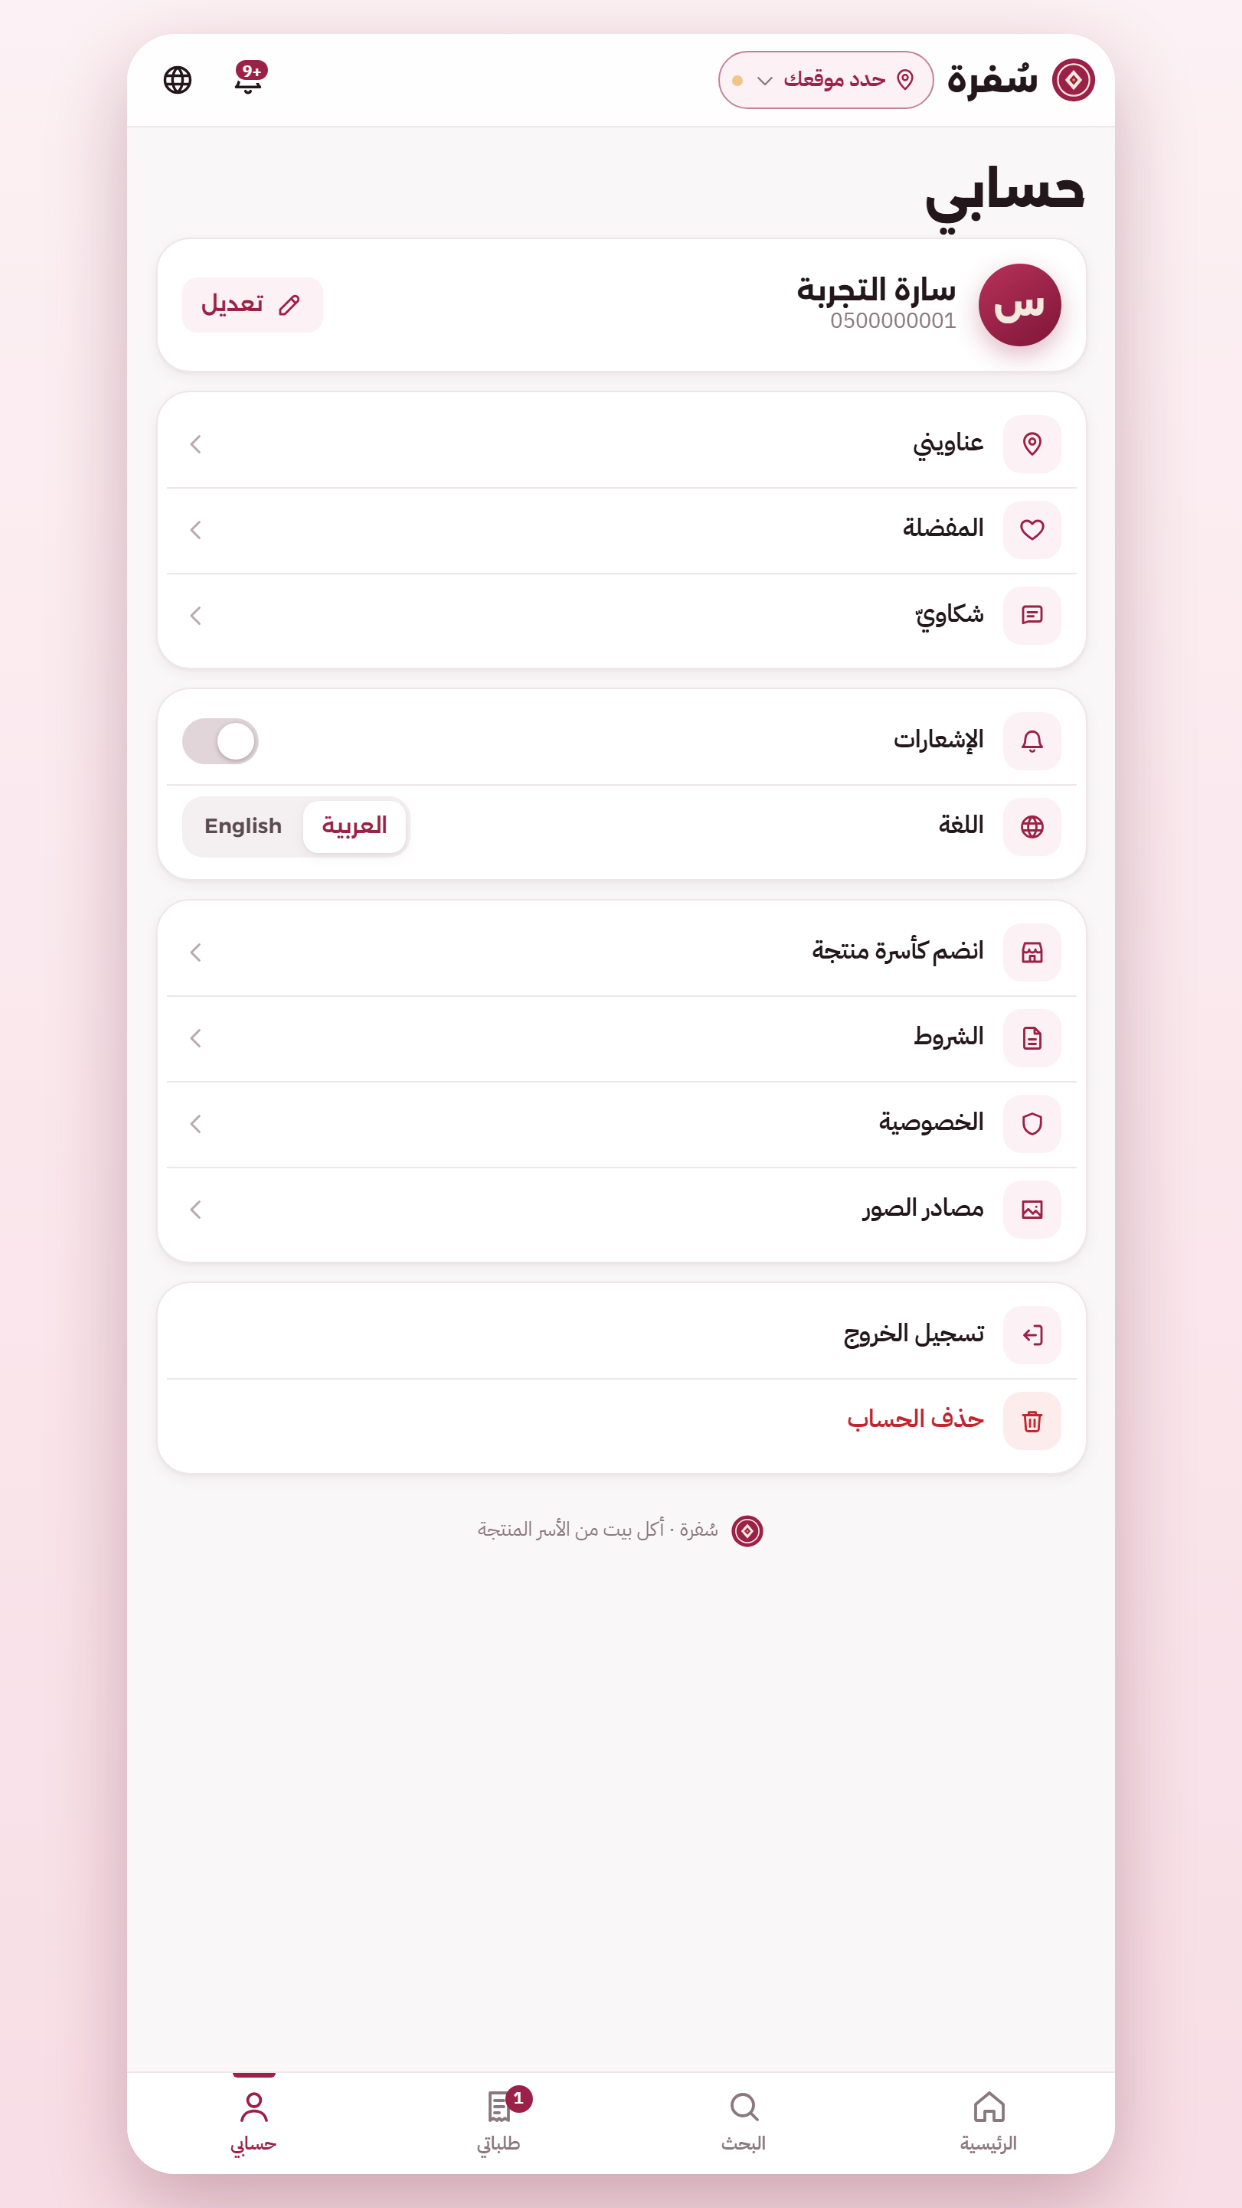 سُفرة
حدد موقعك
9+
حسابي
س
سارة التجربة
0500000001
تعديل
عناويني
المفضلة
شكاويّ
الإشعارات
اللغة
العربية
English
انضم كأسرة منتجة
الشروط
الخصوصية
مصادر الصور
تسجيل الخروج
حذف الحساب
سُفرة · أكل بيت من الأسر المنتجة
الرئيسية
البحث
1
طلباتي
حسابي